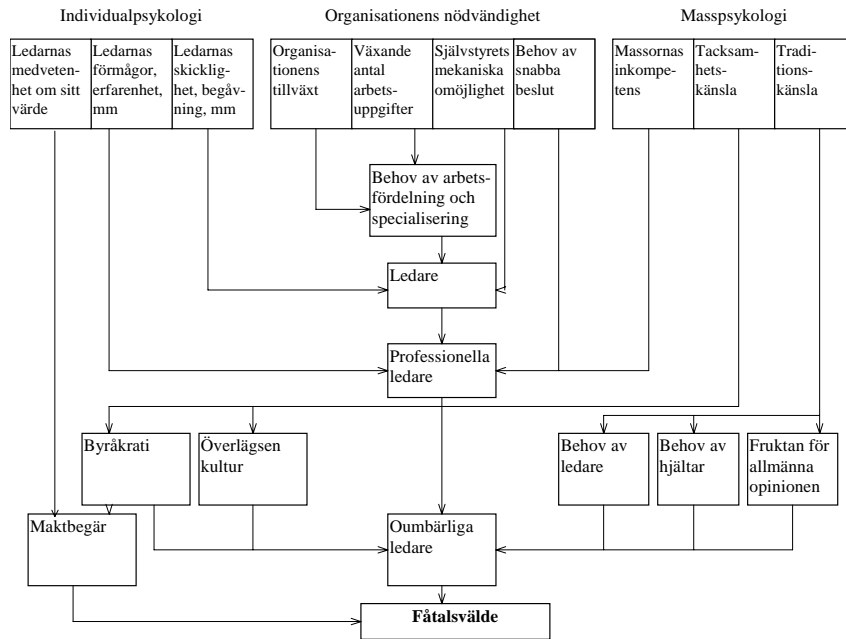 Individualpsykologi
Organisationens nödvändighet
Masspsykologi
Ledarnas
medveten-
het om sitt
värde
Ledarnas
förmågor,
erfarenhet,
mm
Ledarnas
skicklig-
het, begåv-
ning, mm
Organisa-
tionens
tillväxt
Växande
antal
arbets-
uppgifter
Självstyrets
mekaniska
omöjlighet
Behov av
snabba
beslut
Massornas
inkompe-
tens
Tacksam-
hets-
känsla
Tradi-
tions-
känsla
Behov av arbets-
fördelning och
specialisering
Ledare
Professionella
ledare
Byråkrati
Överlägsen
kultur
Behov av
ledare
Behov av
hjältar
Fruktan för
allmänna
opinionen
Maktbegär
Oumbärliga
ledare
Fåtalsvälde